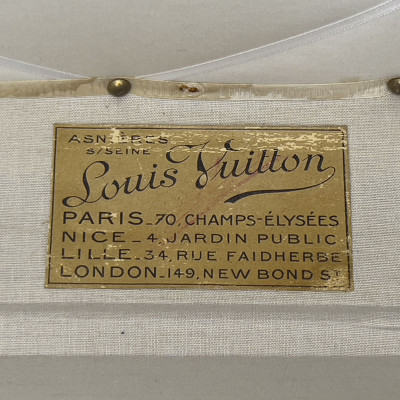 ASNIÈRES
S/SEINE
Louis Vuitton
PARIS_70, CHAMPS-ÉLYSÉES
NICE_4, JARDIN PUBLIC
LILLE_34, RUE FAIDHERBE
LONDON_149, NEW BOND ST